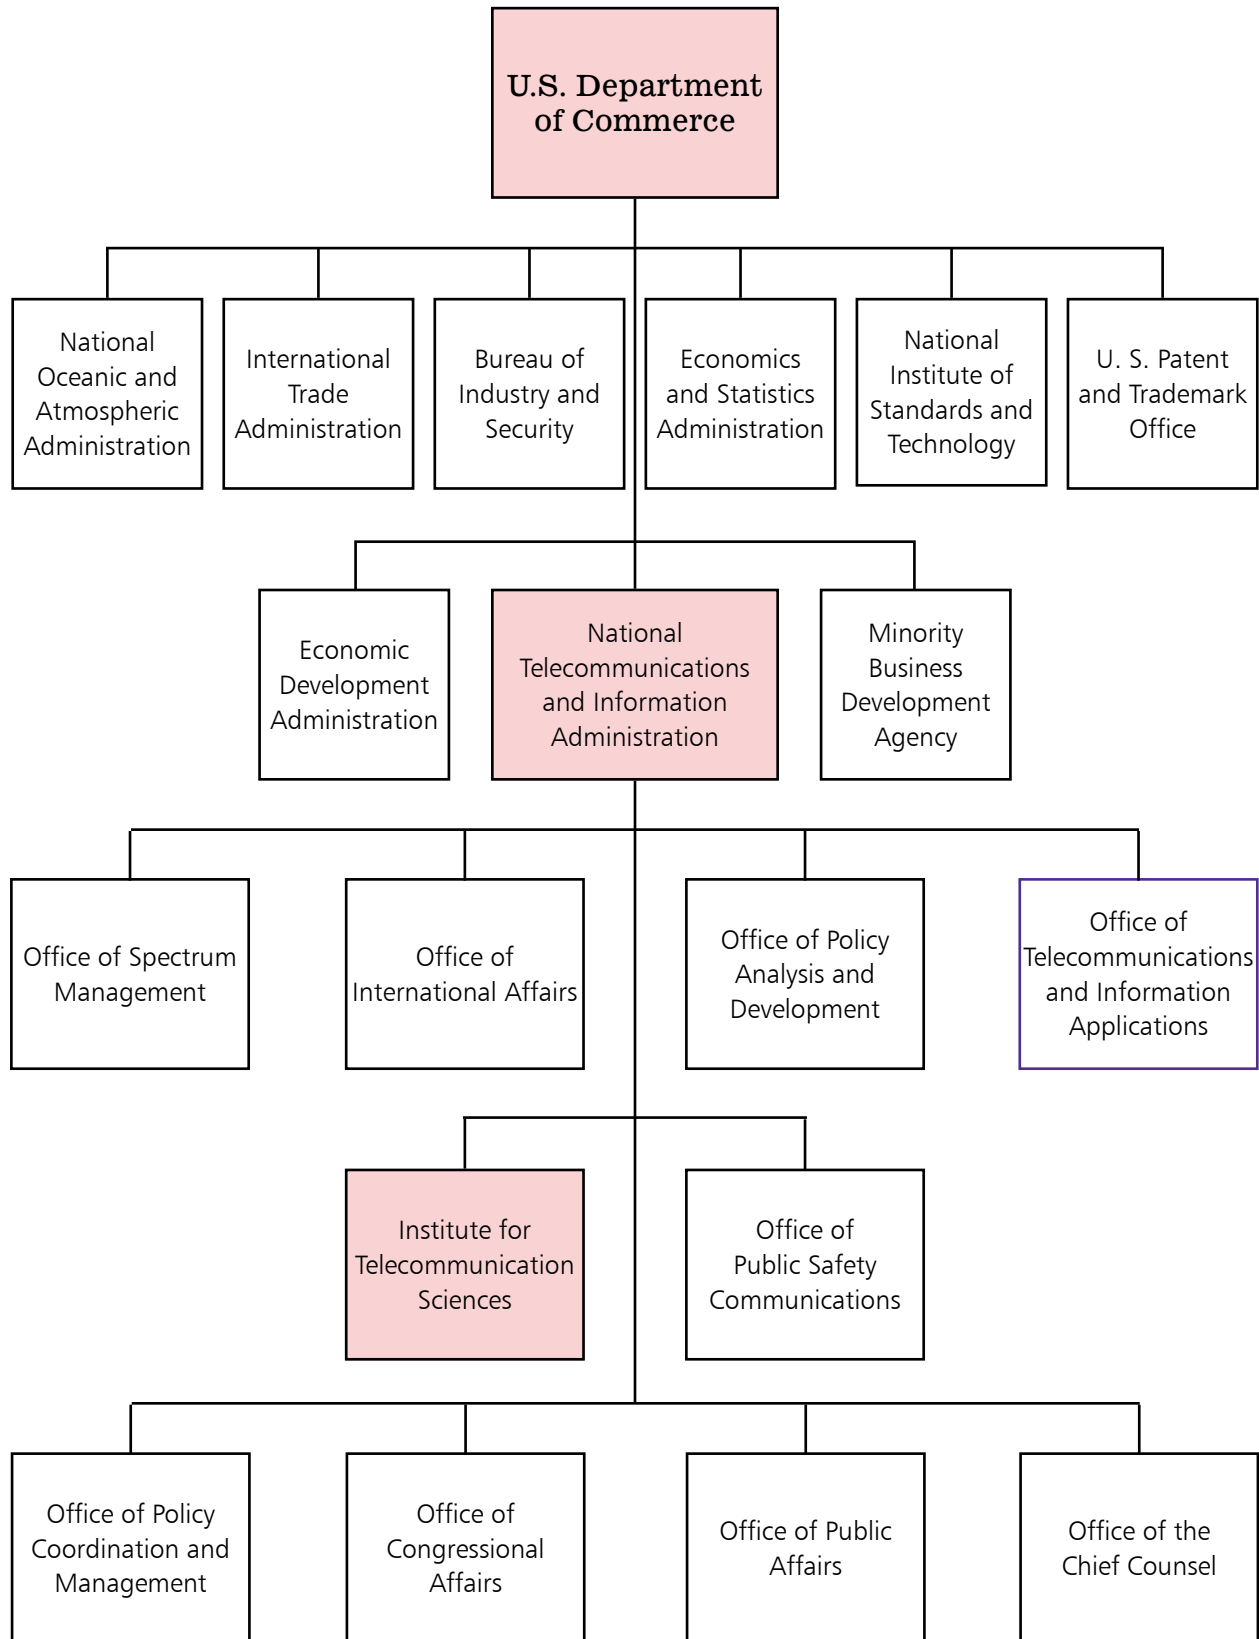 U.S. Department
of Commerce
National
Oceanic and
Atmospheric
Administration
International
Trade
Administration
Bureau of
Industry and
Security
Economics
and Statistics
Administration
National
Institute of
Standards and
Technology
U. S. Patent
and Trademark
Office
Economic
Development
Administration
National
Telecommunications
and Information
Administration
Minority
Business
Development
Agency
Office of Spectrum
Management
Office of
International Affairs
Office of Policy
Analysis and
Development
Office of
Telecommunications
and Information
Applications
Institute for
Telecommunication
Sciences
Office of
Public Safety
Communications
Office of Policy
Coordination and
Management
Office of
Congressional
Affairs
Office of Public
Affairs
Office of the
Chief Counsel